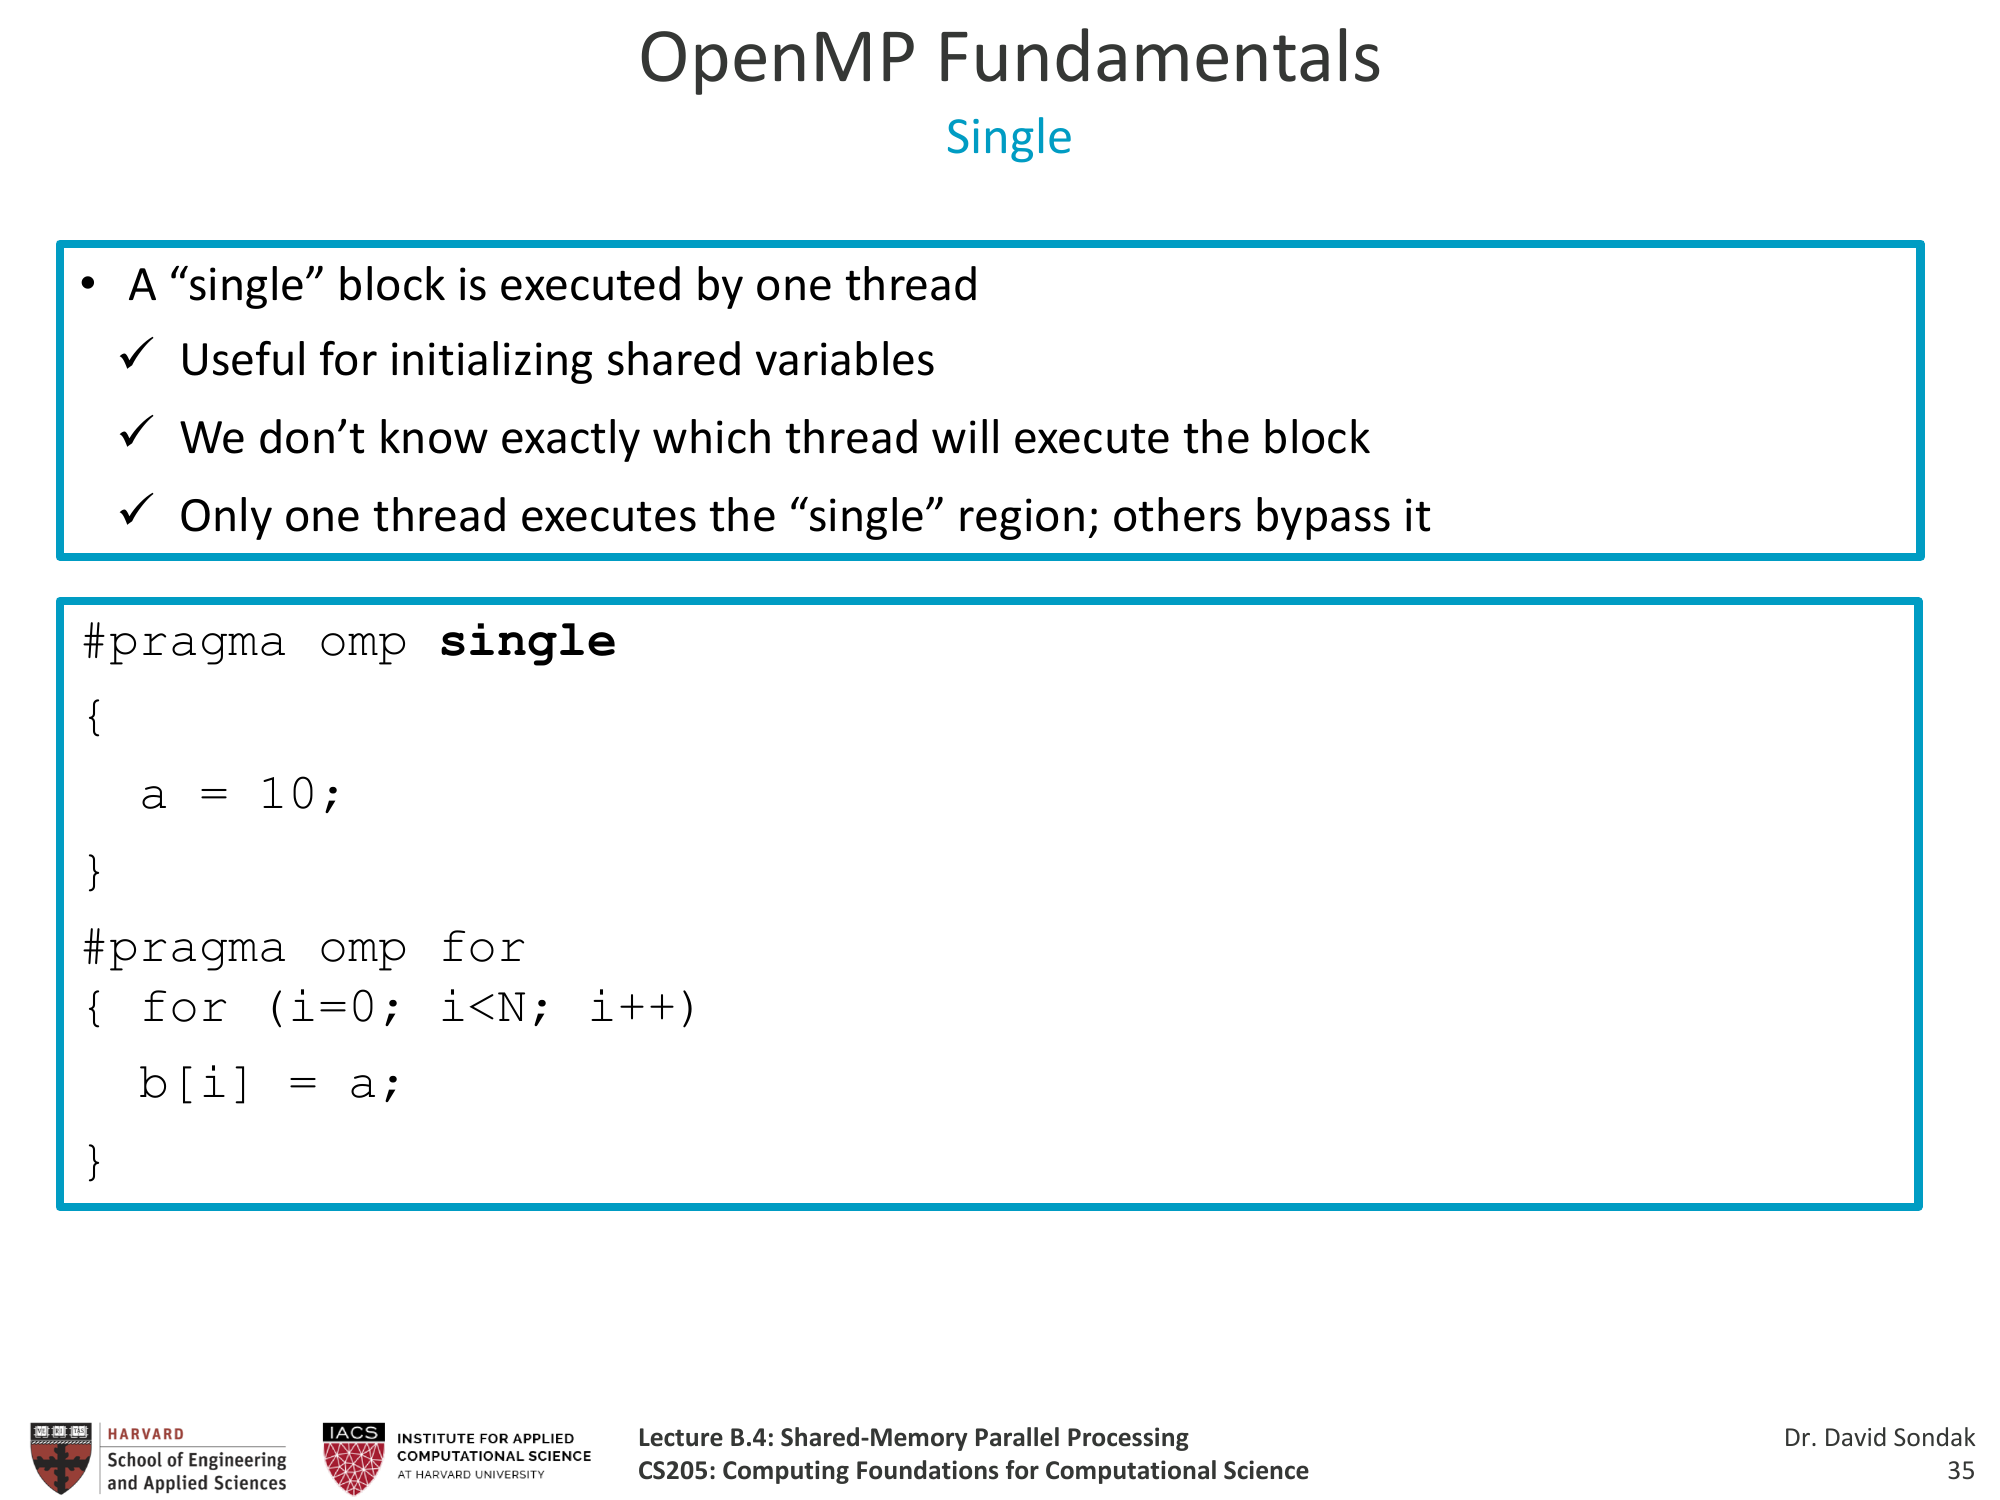 OpenMP Fundamentals
Single
• A “single” block is executed by one thread
✓ Useful for initializing shared variables
✓ We don’t know exactly which thread will execute the block
✓ Only one thread executes the “single” region; others bypass it
#pragma omp single
{
  a = 10;
}
#pragma omp for
{ for (i=0; i<N; i++)
  b[i] = a;
}
HARVARD
School of Engineering
and Applied Sciences
IACS
INSTITUTE FOR APPLIED
COMPUTATIONAL SCIENCE
AT HARVARD UNIVERSITY
Lecture B.4: Shared-Memory Parallel Processing
CS205: Computing Foundations for Computational Science
Dr. David Sondak
35